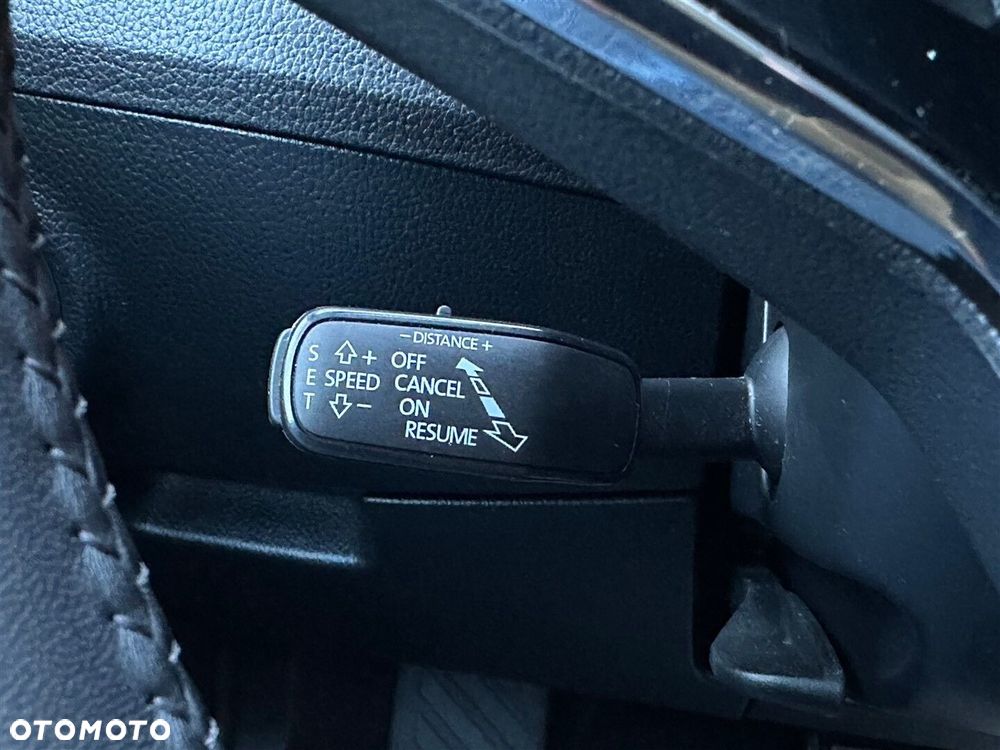 − DISTANCE +
S + OFF
E SPEED CANCEL
T − ON
RESUME
OTOMOTO